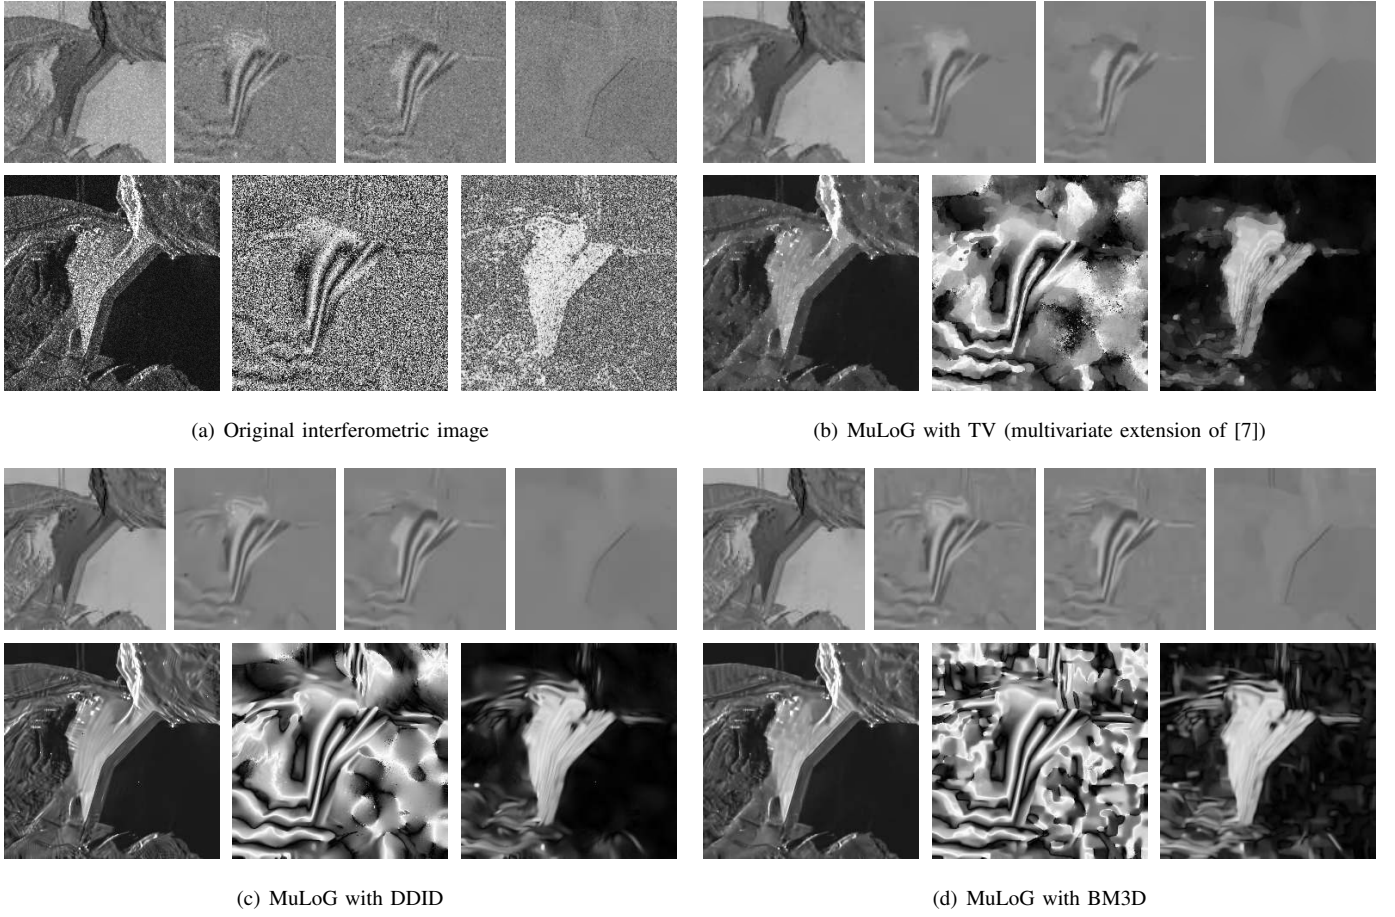 (a) Original interferometric image
(b) MuLoG with TV (multivariate extension of [7])
(c) MuLoG with DDID
(d) MuLoG with BM3D